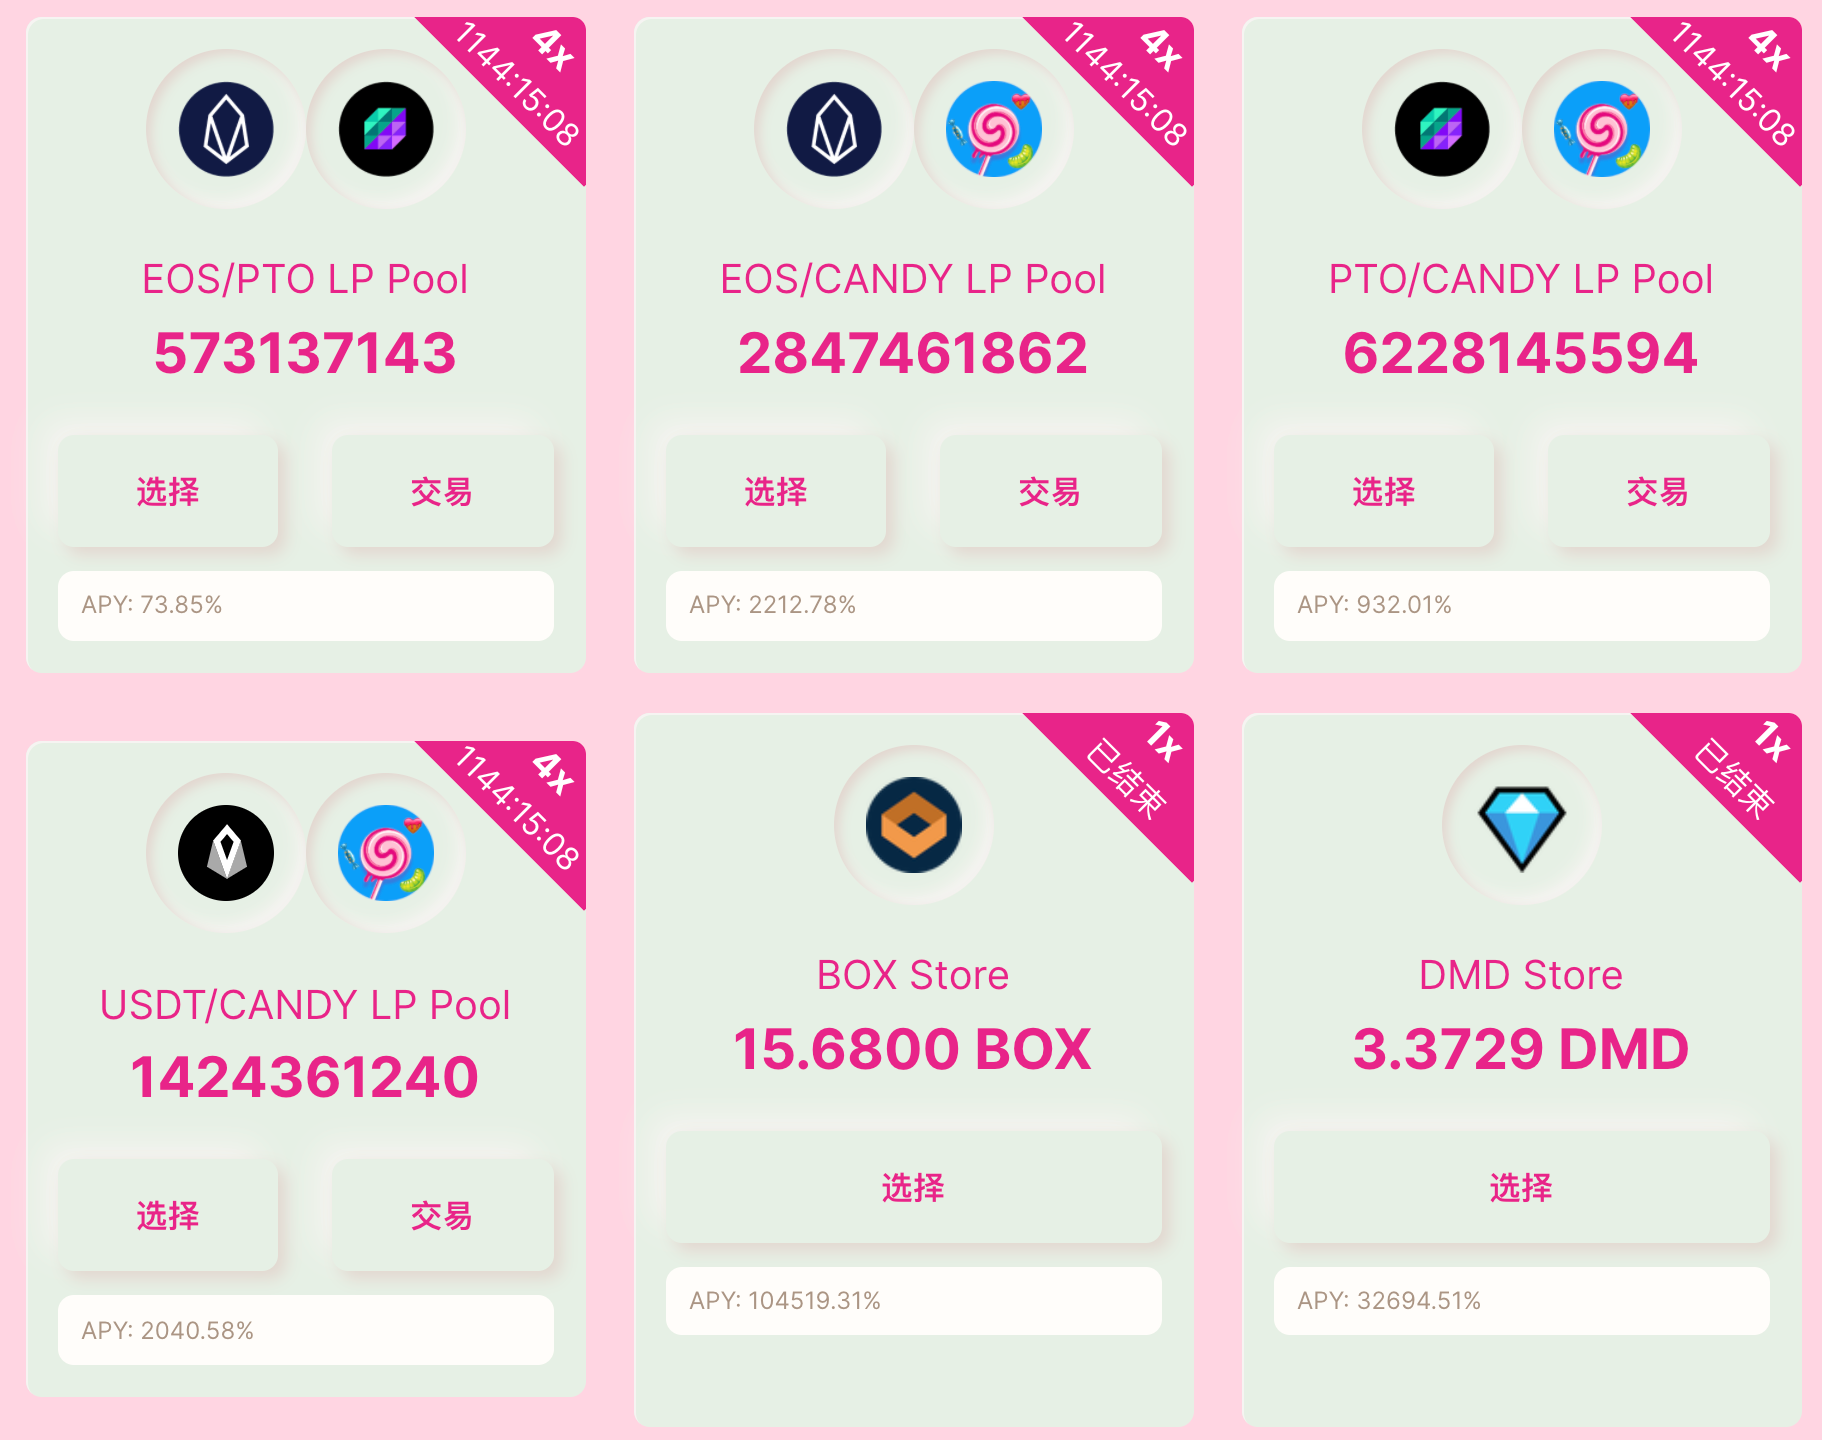 4x
1144:15:08
EOS/PTO LP Pool
573137143
选择
交易
APY: 73.85%
4x
1144:15:08
EOS/CANDY LP Pool
2847461862
选择
交易
APY: 2212.78%
4x
1144:15:08
PTO/CANDY LP Pool
6228145594
选择
交易
APY: 932.01%
4x
1144:15:08
USDT/CANDY LP Pool
1424361240
选择
交易
APY: 2040.58%
1x
已结束
BOX Store
15.6800 BOX
选择
APY: 104519.31%
1x
已结束
DMD Store
3.3729 DMD
选择
APY: 32694.51%